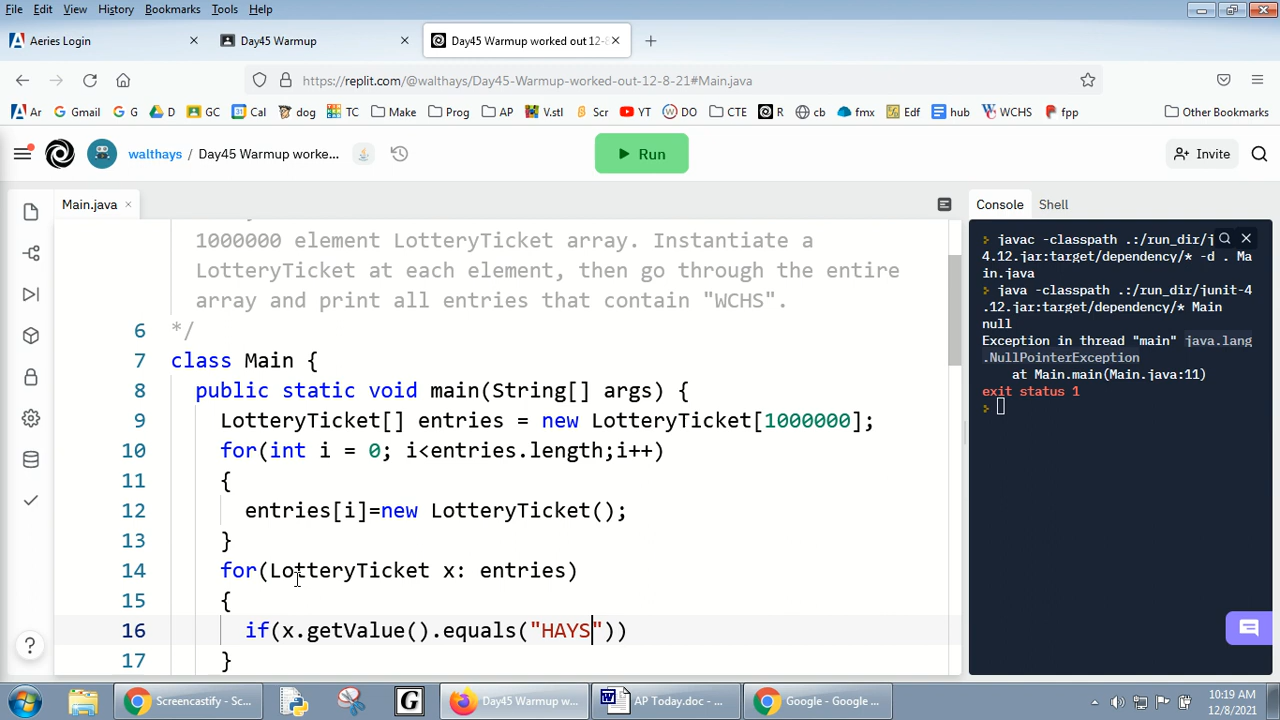 File Edit View History Bookmarks Tools Help
Aeries Login × Day45 Warmup × Day45 Warmup worked out 12-8 × +
https://replit.com/@walthays/Day45-Warmup-worked-out-12-8-21#Main.java
Ar Gmail G D GC Cal dog TC Make Prog AP V.stl Scr YT DO CTE R cb fmx Edf hub WCHS fpp Other Bookmarks
walthays / Day45 Warmup worke... Run Invite
Main.java × Console Shell
1000000 element LotteryTicket array. Instantiate a
LotteryTicket at each element, then go through the entire
array and print all entries that contain "WCHS".
6 */
7 class Main {
8 public static void main(String[] args) {
9 LotteryTicket[] entries = new LotteryTicket[1000000];
10 for(int i = 0; i<entries.length;i++)
11 {
12 entries[i]=new LotteryTicket();
13 }
14 for(LotteryTicket x: entries)
15 {
16 if(x.getValue().equals("HAYS"))
17 }
javac -classpath .:/run_dir/j
4.12.jar:target/dependency/* -d . Ma
in.java
java -classpath .:/run_dir/junit-4
.12.jar:target/dependency/* Main
null
Exception in thread "main" java.lang
.NullPointerException
at Main.main(Main.java:11)
exit status 1
Screencastify - Sc... G Day45 Warmup w... AP Today.doc - ... Google - Google ...
10:19 AM
12/8/2021